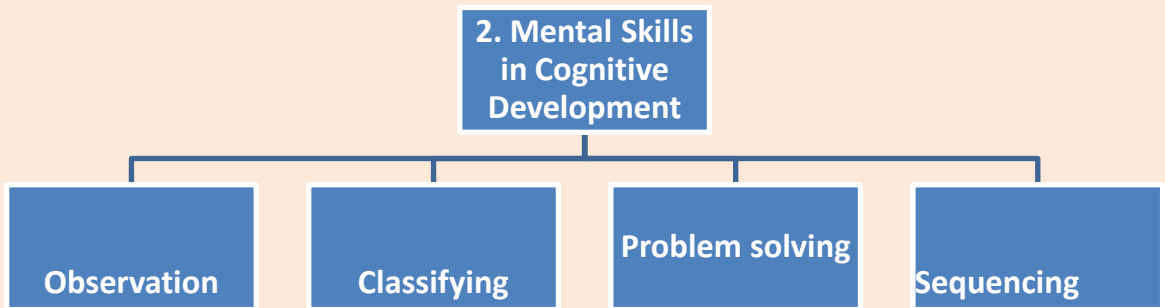 2. Mental Skills
in Cognitive
Development
Observation
Classifying
Problem solving
Sequencing